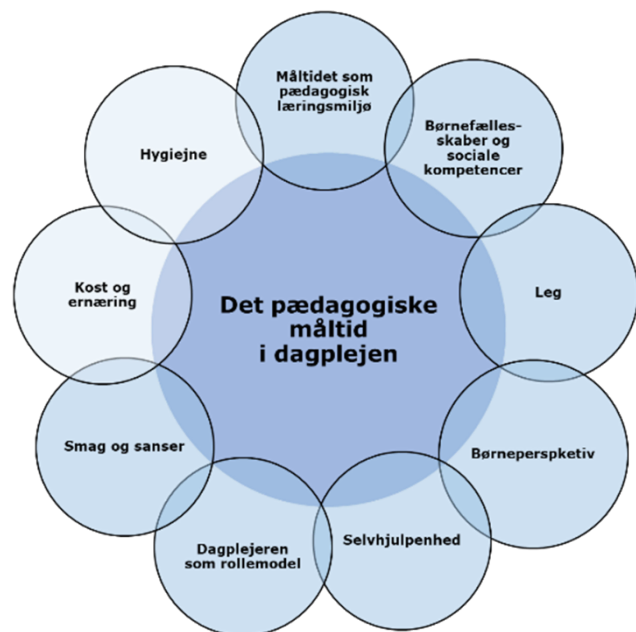 Måltidet som
pædagogisk
læringsmiljø
Børnefælles-
skaber og
sociale
kompetencer
Leg
Børneperspketiv
Selvhjulpenhed
Dagplejeren
som rollemodel
Smag og sanser
Kost og
ernæring
Hygiejne
Det pædagogiske
måltid
i dagplejen